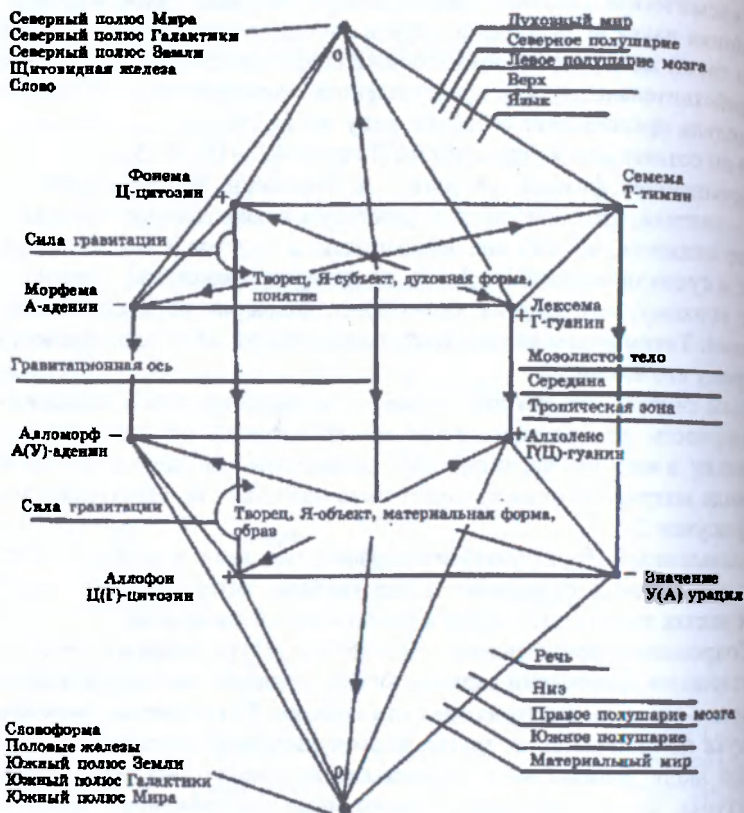 Северный полюс Мира
Северный полюс Галактики
Северный полюс Земли
Щитовидная железа
Слово
0
Духовный мир
Северное полушарие
Левое полушарие мозга
Верх
Язык
Фонема
Ц-цитозин
+
–
Семема
Т-тимин
Сила гравитации
Творец, Я-субъект, духовная форма,
понятие
Морфема
А-аденин
–
+
Лексема
Г-гуанин
Мозолистое тело
Гравитационная ось
Середина
Тропическая зона
Алломорф –
А(У)-аденин
+
Аллолекс
Г(Ц)-гуанин
Сила гравитации
Творец, Я-объект, материальная форма,
образ
Аллофон
Ц(Г)-цитозин
+
– Значение
У(А) урацил
Речь
Низ
Правое полушарие мозга
Южное полушарие
Материальный мир
Словоформа
Половые железы
Южный полюс Земли
Южный полюс Галактики
Южный полюс Мира
0